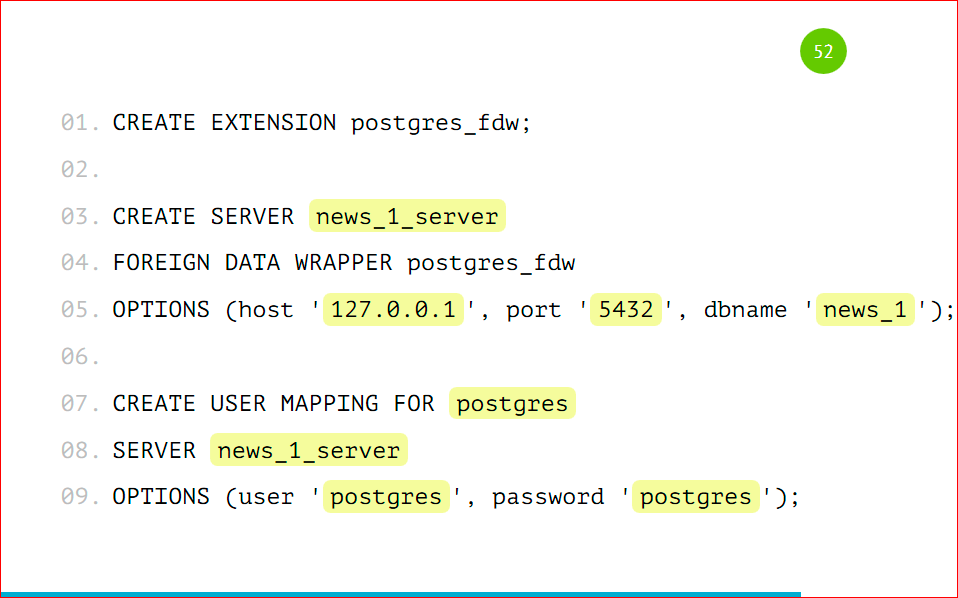 52
01. CREATE EXTENSION postgres_fdw;
02.
03. CREATE SERVER news_1_server
04. FOREIGN DATA WRAPPER postgres_fdw
05. OPTIONS (host '127.0.0.1', port '5432', dbname 'news_1');
06.
07. CREATE USER MAPPING FOR postgres
08. SERVER news_1_server
09. OPTIONS (user 'postgres', password 'postgres');